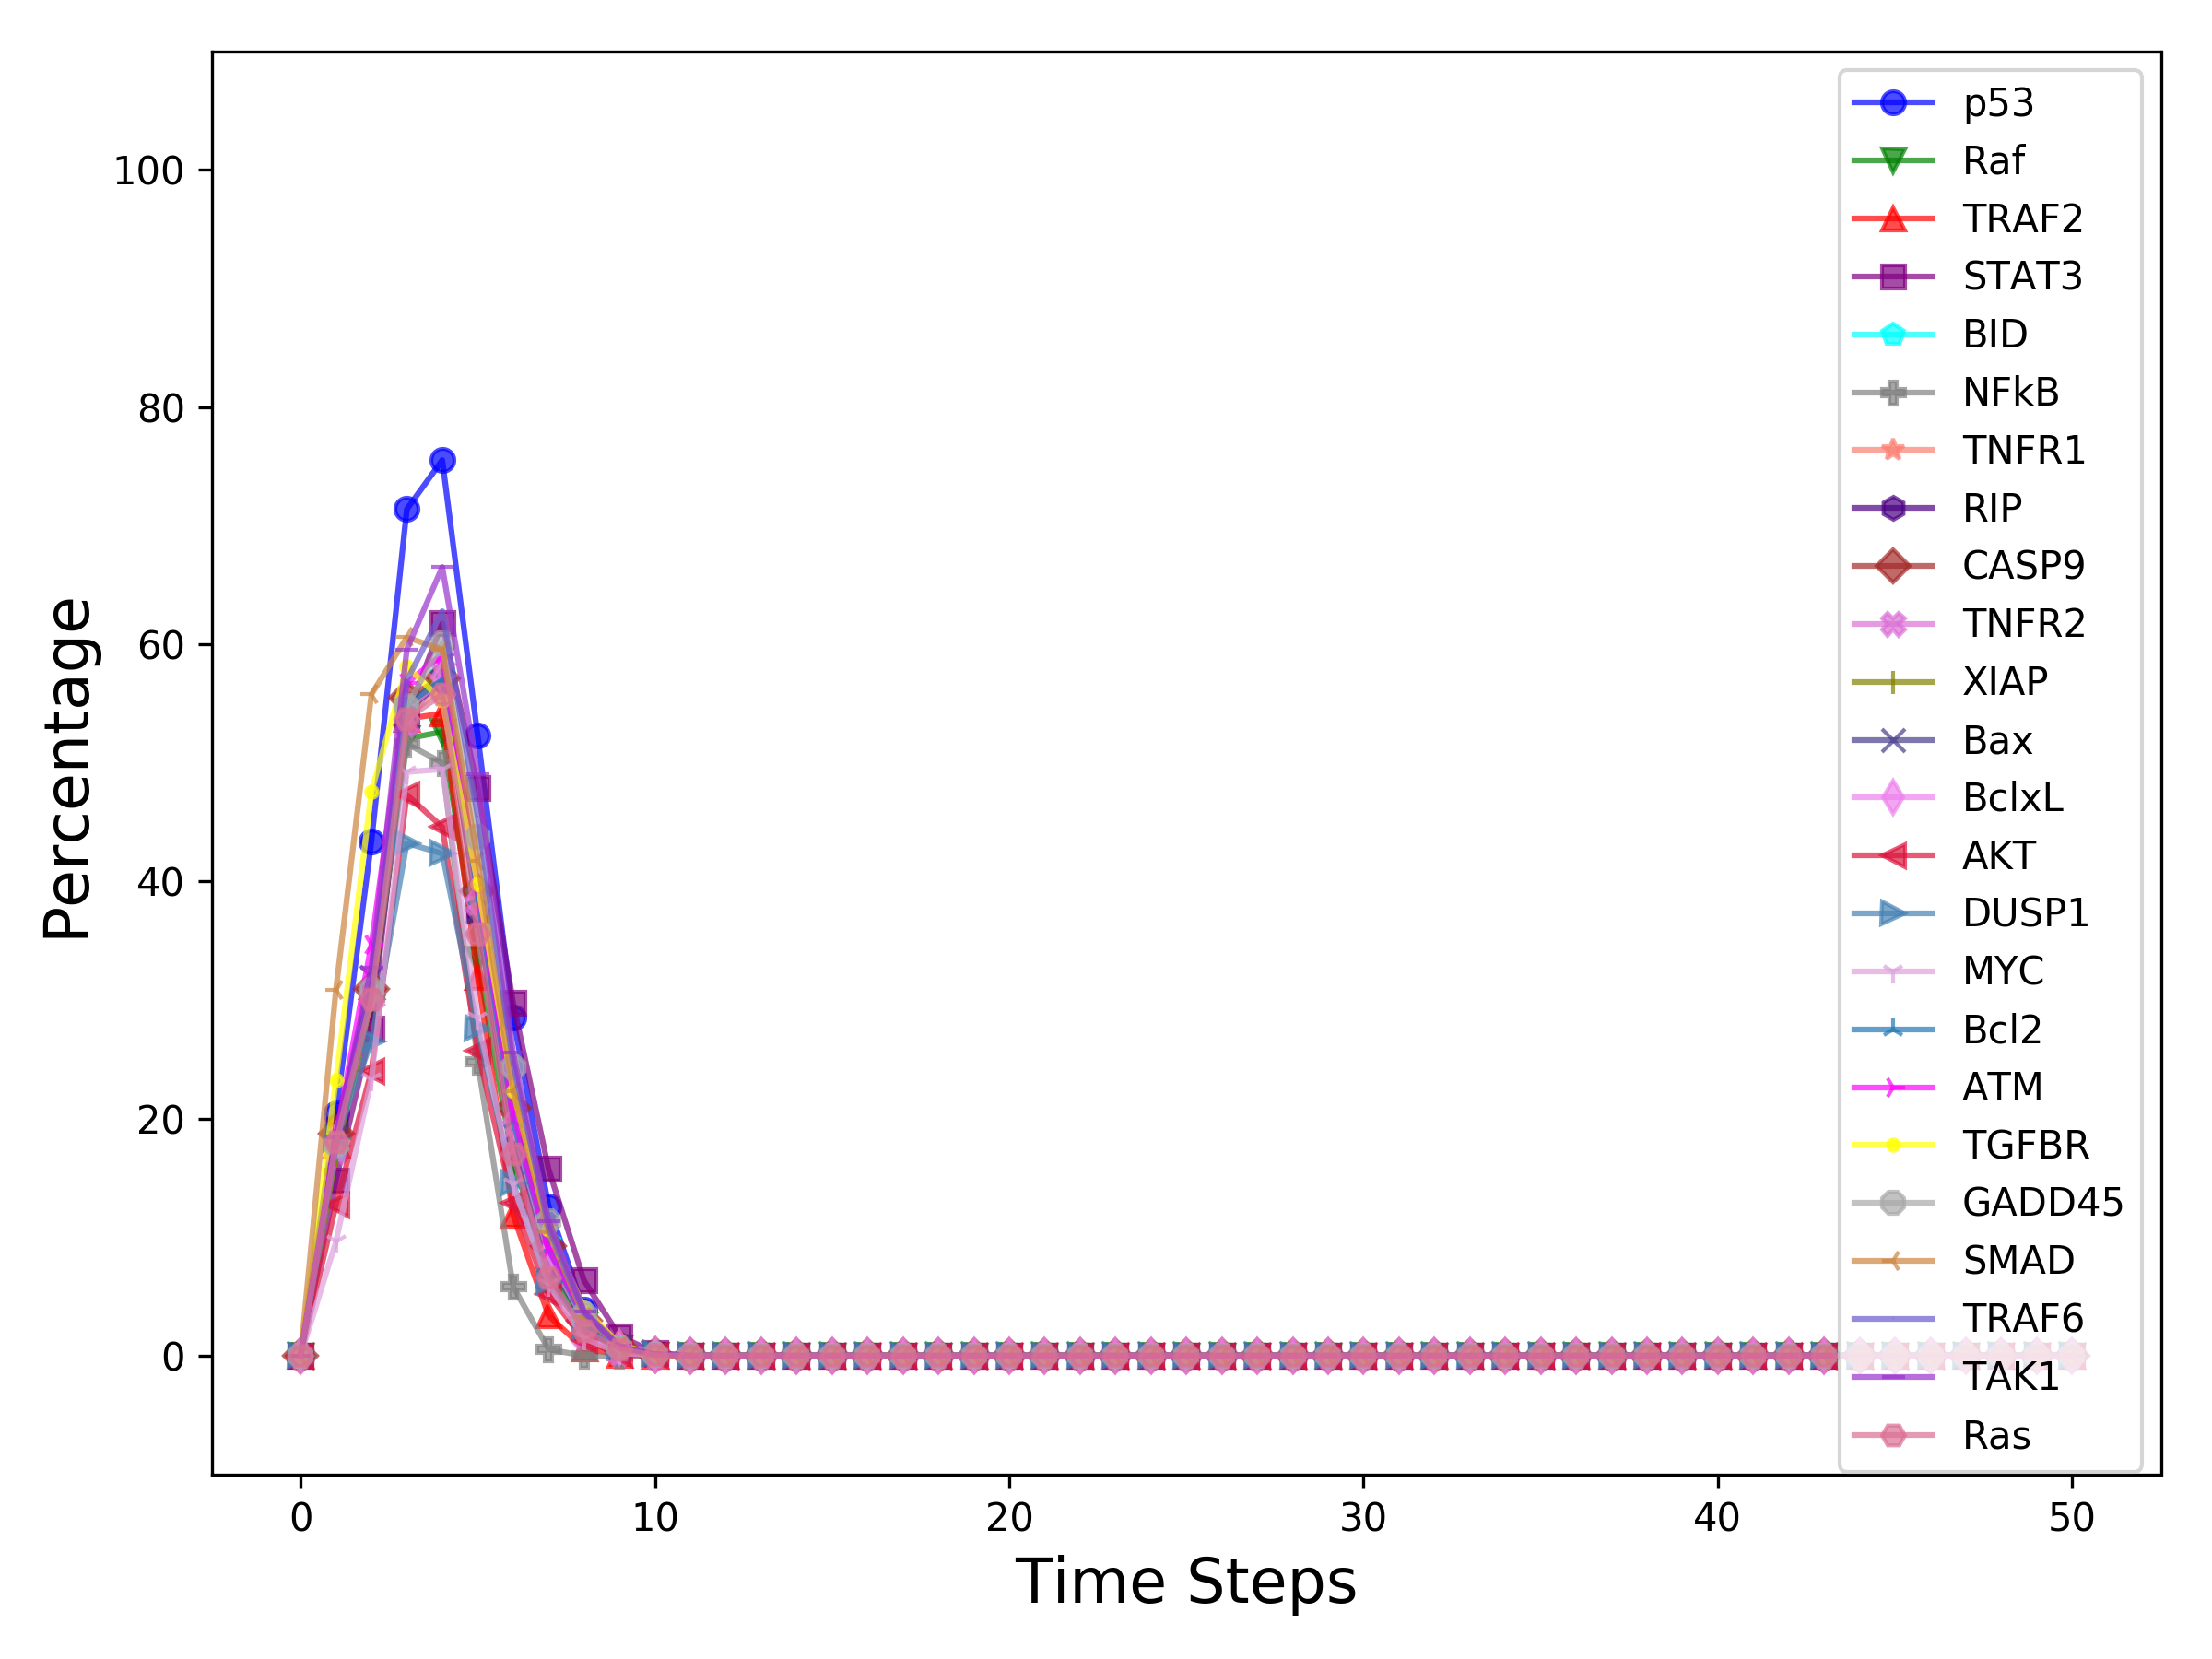 Percentage
100
80
60
40
20
0
0 10 20 30 40 50
Time Steps
p53
Raf
TRAF2
STAT3
BID
NFkB
TNFR1
RIP
CASP9
TNFR2
XIAP
Bax
BclxL
AKT
DUSP1
MYC
Bcl2
ATM
TGFBR
GADD45
SMAD
TRAF6
TAK1
Ras